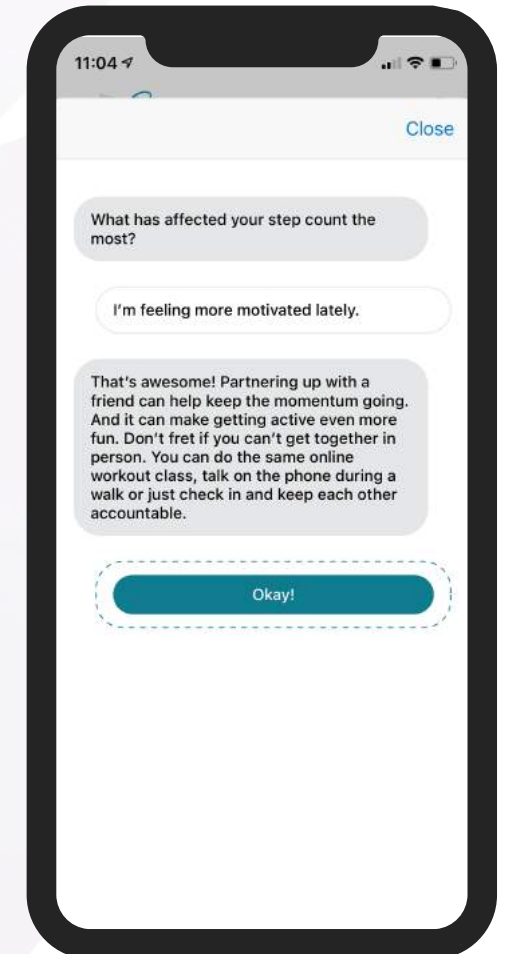 11:04
Close
What has affected your step count the
most?
I'm feeling more motivated lately.
That's awesome! Partnering up with a
friend can help keep the momentum going.
And it can make getting active even more
fun. Don't fret if you can't get together in
person. You can do the same online
workout class, talk on the phone during a
walk or just check in and keep each other
accountable.
Okay!